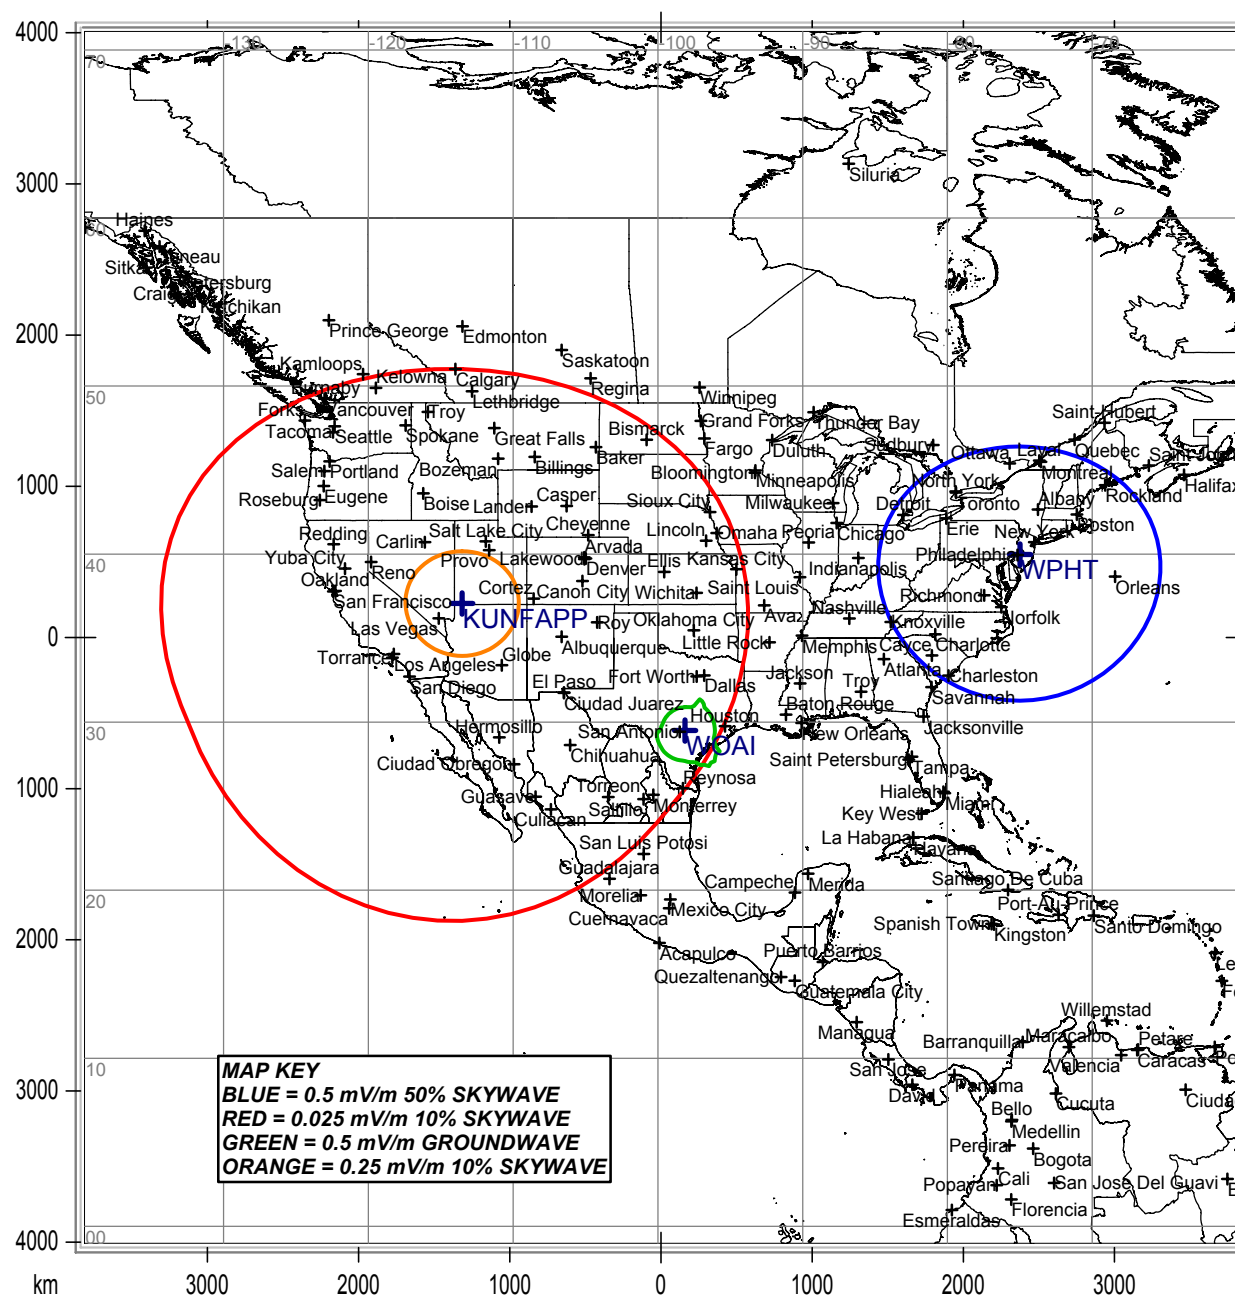 4000
-130
-120
-110
-100
-90
-80
-70
70
3000
Siluria
60
Haines
Juneau
Sitka
Petersburg
Craig
Ketchikan
2000
Prince George
Edmonton
Saskatoon
Kamloops
Kelowna
Calgary
Regina
Burnaby
Lethbridge
Winnipeg
50
Forks
Vancouver
Troy
Saint-Hubert
Tacoma
Seattle
Spokane
Great Falls
Bismarck
Grand Forks
Thunder Bay
Fargo
Duluth
Sudbury
Ottawa
Laval
Quebec
Saint John
Salem
Portland
Bozeman
Billings
Baker
Bloomington
Minneapolis
North York
Montreal
Rockland
Halifax
1000
Roseburg
Eugene
Boise
Lander
Casper
Sioux City
Milwaukee
Detroit
Toronto
Albany
Boston
Redding
Carlin
Salt Lake City
Cheyenne
Lincoln
Omaha
Peoria
Chicago
Erie
New York
Yuba City
Reno
Provo
Lakewood
Arvada
Denver
Ellis
Kansas City
Indianapolis
Philadelphia
WPHT
40
Oakland
San Francisco
Cortez
Canon City
Wichita
Saint Louis
Ava
Nashville
Richmond
Orleans
KUNFAPP
Roy
Oklahoma City
Knoxville
Norfolk
0
Las Vegas
Albuquerque
Little Rock
Memphis
Cayce
Charlotte
Torrance
Los Angeles
Globe
Atlanta
San Diego
El Paso
Fort Worth
Dallas
Jackson
Troy
Charleston
Ciudad Juarez
Baton Rouge
Savannah
30
Hermosillo
San Antonio
Houston
WOAI
New Orleans
Jacksonville
Ciudad Obregon
Chihuahua
Saint Petersburg
Tampa
1000
Guasave
Torreon
Reynosa
Hialeah
Miami
Culiacan
Saltillo
Monterrey
Key West
San Luis Potosi
La Habana
Havana
Guadalajara
20
Morelia
Campeche
Merida
Santiago De Cuba
Cuernavaca
Mexico City
Port-Au-Prince
2000
Spanish Town
Kingston
Santo Domingo
Acapulco
Puerto Barrios
Quezaltenango
Guatemala City
Willemstad
Managua
Barranquilla
Maracaibo
Petare
10
San Jose
Valencia
Caracas
MAP KEY
BLUE = 0.5 mV/m 50% SKYWAVE
RED = 0.025 mV/m 10% SKYWAVE
GREEN = 0.5 mV/m GROUNDWAVE
ORANGE = 0.25 mV/m 10% SKYWAVE
3000
David
Panama
Cucuta
Bello
Medellin
Pereira
Bogota
Popayan
Cali
San Jose Del Guavi
Esmeraldas
Florencia
4000
00
km
3000
2000
1000
0
1000
2000
3000